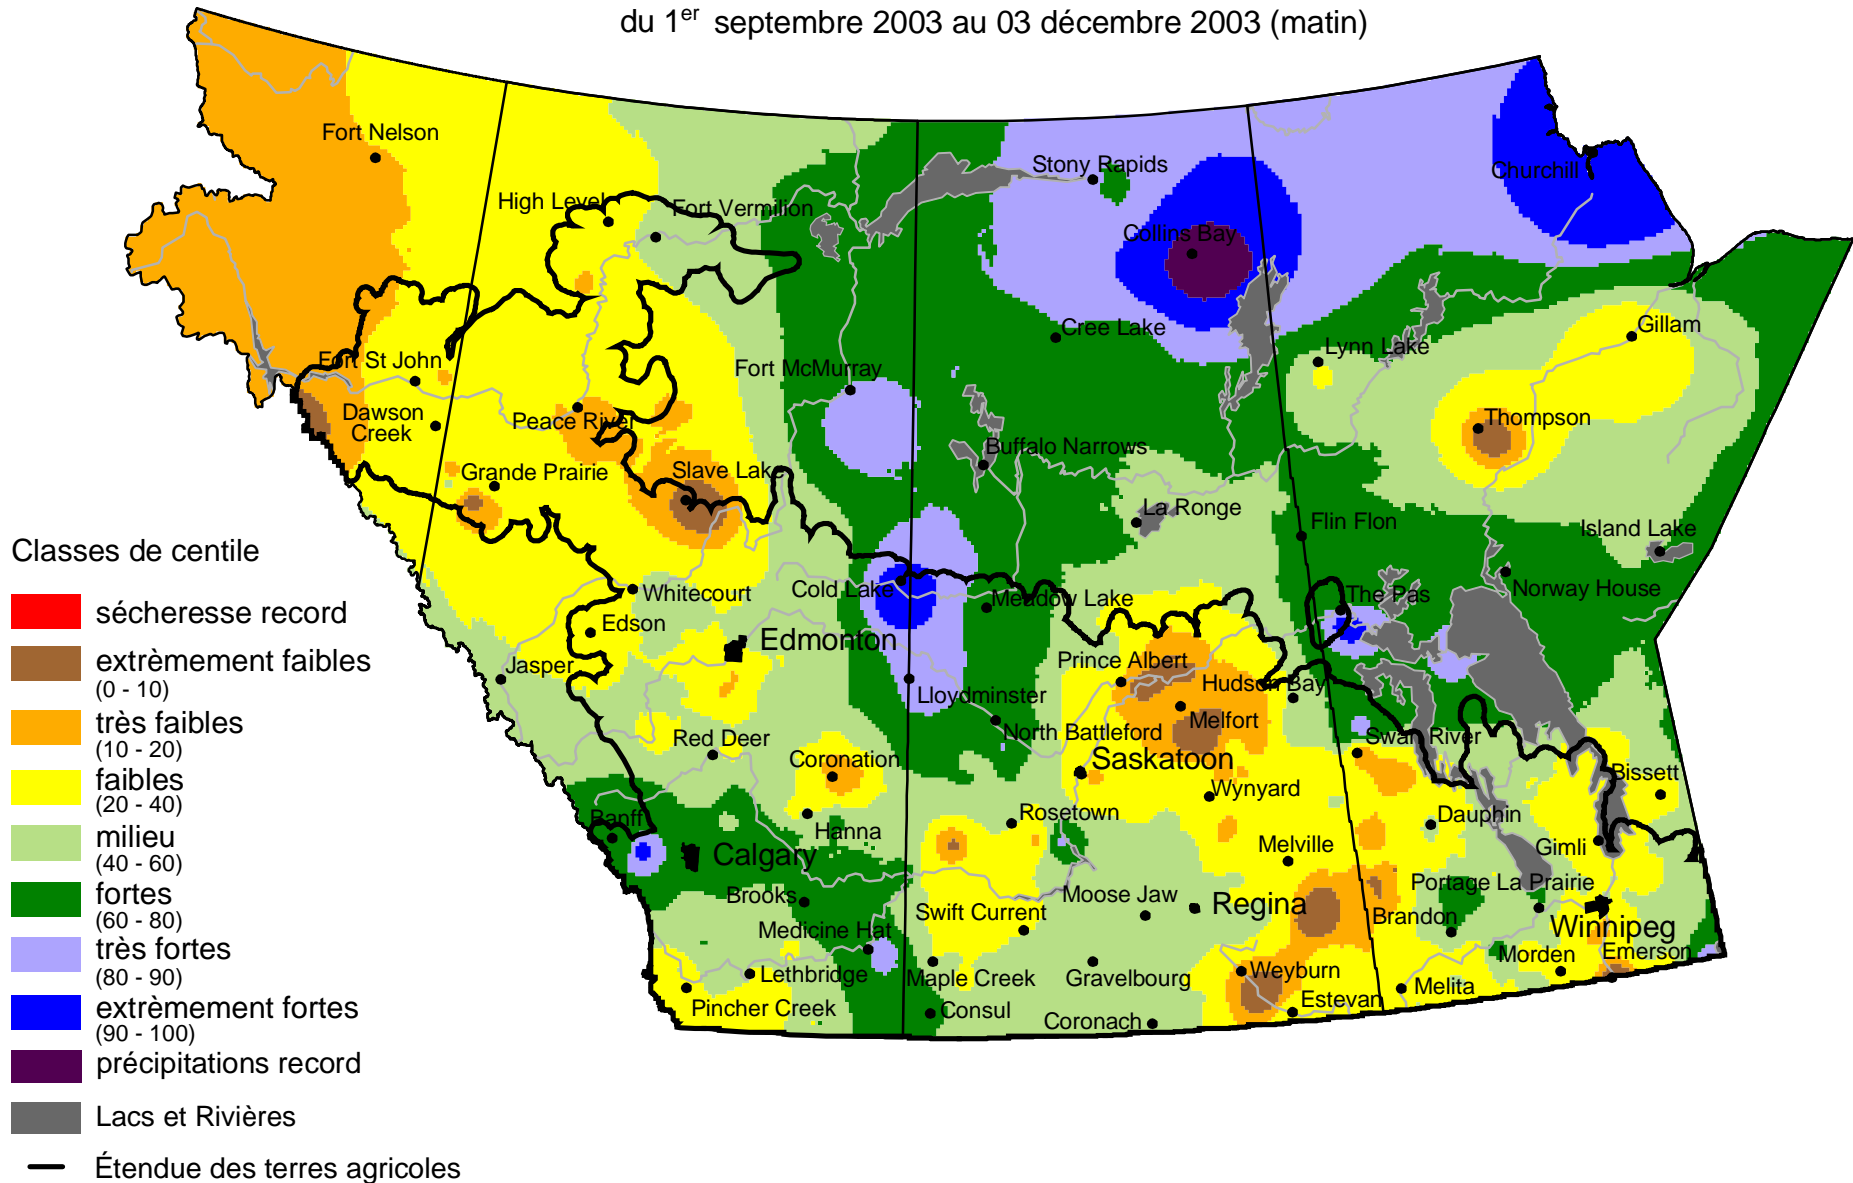 du 1er septembre 2003 au 03 décembre 2003 (matin)
Fort Nelson
Stony Rapids
Churchill
High Level
Fort Vermilion
Collins Bay
Cree Lake
Gillam
Lynn Lake
Fort St John
Fort McMurray
Dawson
Creek
Peace River
Thompson
Buffalo Narrows
Grande Prairie
Slave Lake
La Ronge
Flin Flon
Island Lake
Cold Lake
Whitecourt
Meadow Lake
The Pas
Norway House
Edson
Edmonton
Jasper
Prince Albert
Hudson Bay
Lloydminster
Melfort
North Battleford
Red Deer
Swan River
Coronation
Saskatoon
Bissett
Wynyard
Banff
Hanna
Rosetown
Dauphin
Calgary
Melville
Gimli
Brooks
Moose Jaw
Portage La Prairie
Swift Current
Regina
Brandon
Medicine Hat
Winnipeg
Lethbridge
Maple Creek
Gravelbourg
Weyburn
Morden
Emerson
Pincher Creek
Consul
Coronach
Estevan
Melita
Classes de centile
sécheresse record
extrèmement faibles
(0 - 10)
très faibles
(10 - 20)
faibles
(20 - 40)
milieu
(40 - 60)
fortes
(60 - 80)
très fortes
(80 - 90)
extrèmement fortes
(90 - 100)
précipitations record
Lacs et Rivières
Étendue des terres agricoles